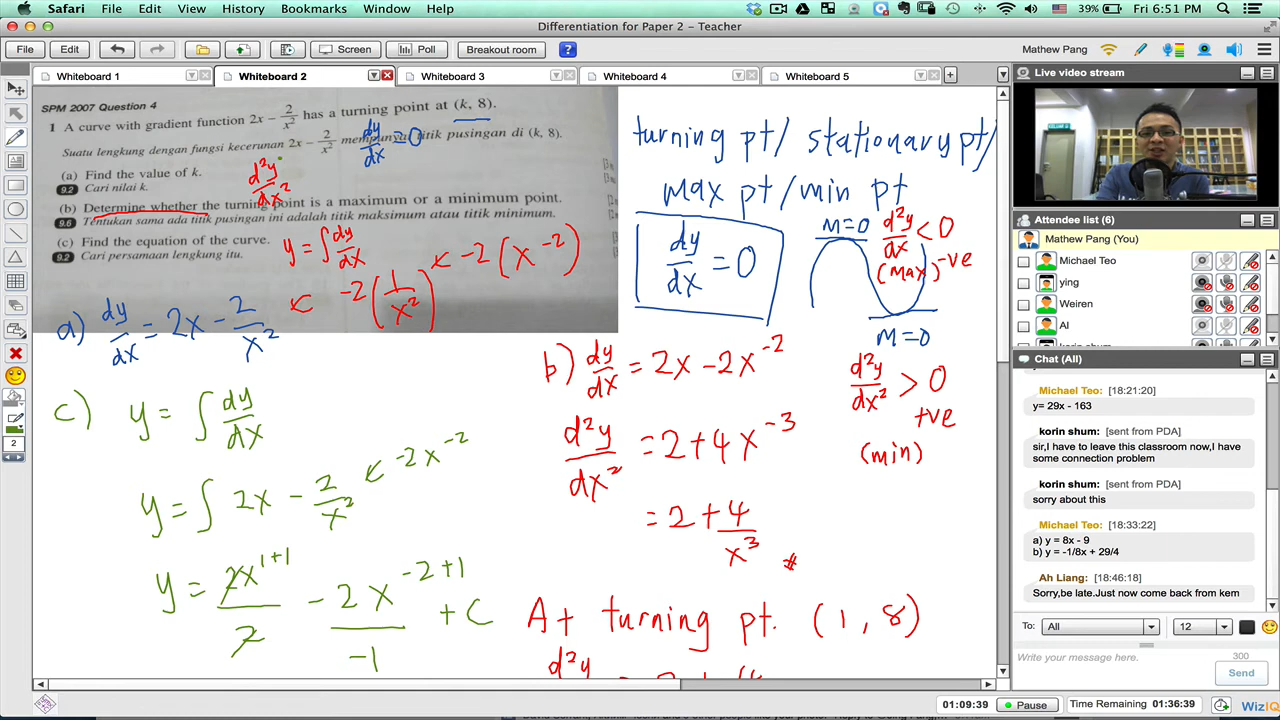 Safari File Edit View History Bookmarks Window Help 39% Fri 6:51 PM
Differentiation for Paper 2 - Teacher
File Edit Screen Poll Breakout room ? Mathew Pang
Whiteboard 1 Whiteboard 2 Whiteboard 3 Whiteboard 4 Whiteboard 5 +
SPM 2007 Question 4
1 A curve with gradient function 2x - 2/x² has a turning point at (k, 8).
Suatu lengkung dengan fungsi kecerunan 2x - 2/x² mempunyai titik pusingan di (k, 8).
dy/dx = 0
(a) Find the value of k.
9.2 Cari nilai k.
d²y/dx²
(b) Determine whether the turning point is a maximum or a minimum point.
9.6 Tentukan sama ada titik pusingan ini adalah titik maksimum atau titik minimum.
(c) Find the equation of the curve.
9.2 Cari persamaan lengkung itu.
y = ∫ dy/dx
-2(1/x²) -2(x⁻²)
a) dy/dx = 2x - 2/x²
c) y = ∫ dy/dx
y = ∫ 2x - 2/x² -2x⁻²
y = 2x¹⁺¹/2 - 2x⁻²⁺¹/-1 + C
turning pt/ stationary pt/
max pt/min pt
dy/dx = 0
m=0 d²y/dx < 0
(max) -ve
m=0
d²y/dx² > 0
+ve
(min)
b) dy/dx = 2x - 2x⁻²
d²y/dx² = 2 + 4x⁻³
= 2 + 4/x³
At turning pt. (1, 8)
d²y
Live video stream
Attendee list (6)
Mathew Pang (You)
Michael Teo
ying
Weiren
Al
korin shum
Chat (All)
Michael Teo: [18:21:20]
y= 29x - 163
korin shum: [sent from PDA]
sir,I have to leave this classroom now,I have
some connection problem
korin shum: [sent from PDA]
sorry about this
Michael Teo: [18:33:22]
a) y = 8x - 9
b) y = -1/8x + 29/4
Ah Liang: [18:46:18]
Sorry,be late.Just now come back from kem
To: All 12
Write your message here. 300
Send
2
01:09:39 Pause Time Remaining 01:36:39 WizIQ